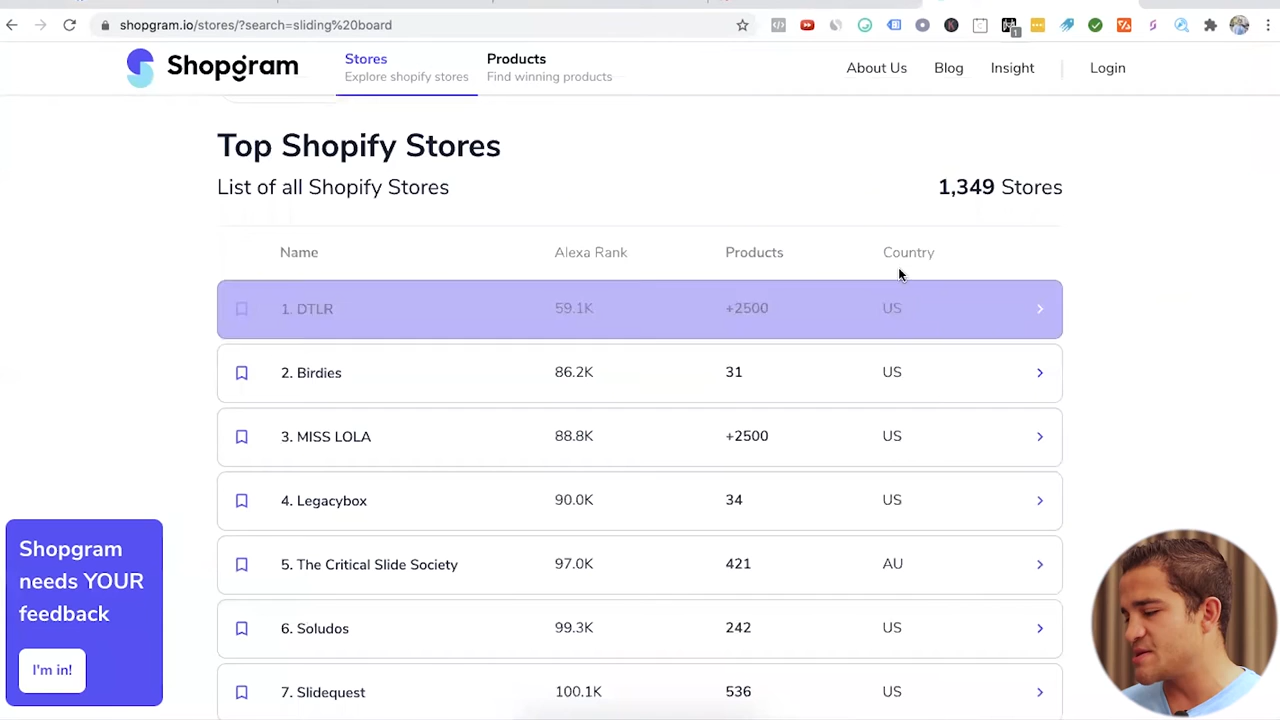 shopgram.io/stores/?search=sliding%20board
1
Shopgram
Stores
Explore shopify stores
Products
Find winning products
About Us
Blog
Insight
Login
Top Shopify Stores
List of all Shopify Stores
1,349 Stores
Name Alexa Rank Products Country
1. DTLR 59.1K +2500 US
2. Birdies 86.2K 31 US
3. MISS LOLA 88.8K +2500 US
4. Legacybox 90.0K 34 US
5. The Critical Slide Society 97.0K 421 AU
6. Soludos 99.3K 242 US
7. Slidequest 100.1K 536 US
Shopgram
needs YOUR
feedback
I'm in!